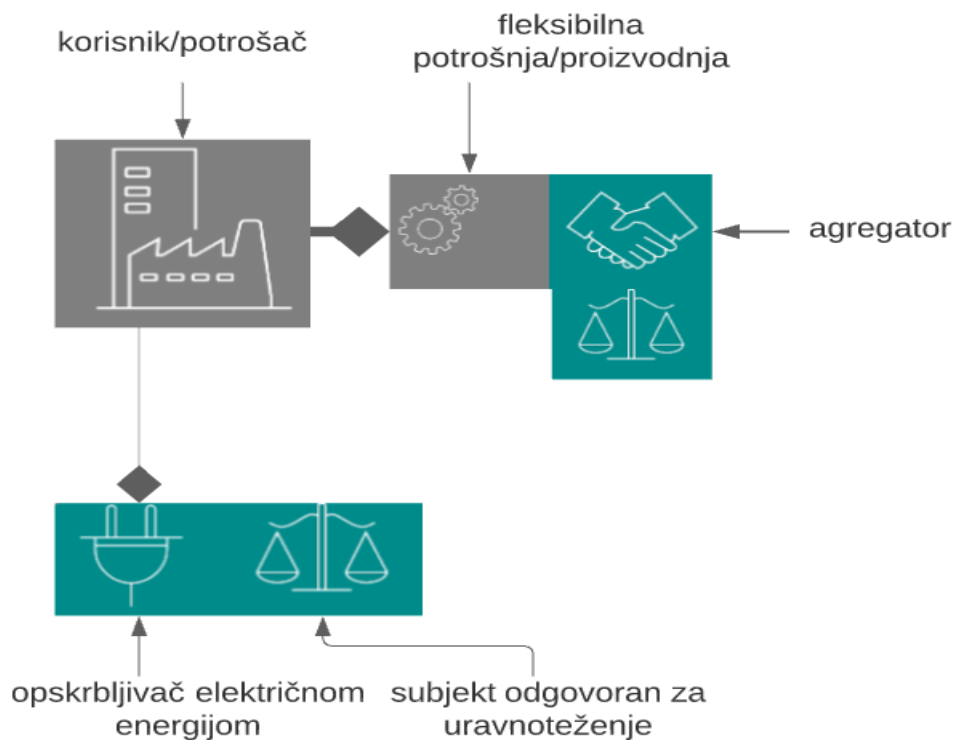 korisnik/potrošač
fleksibilna
potrošnja/proizvodnja
agregator
opskrbljivač električnom
energijom
subjekt odgovoran za
uravnoteženje